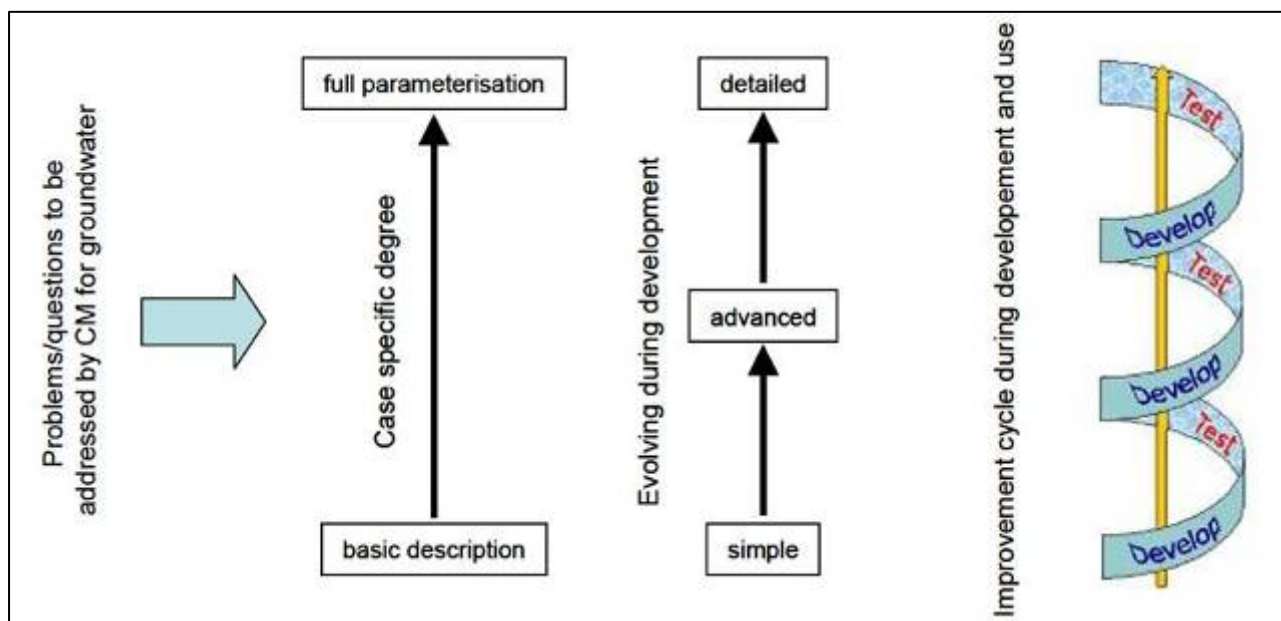 Problems/questions to be
addressed by CM for groundwater
full parameterisation
Case specific degree
basic description
Evolving during development
detailed
advanced
simple
Improvement cycle during developement and use
Test
Develop
Test
Develop
Test
Develop